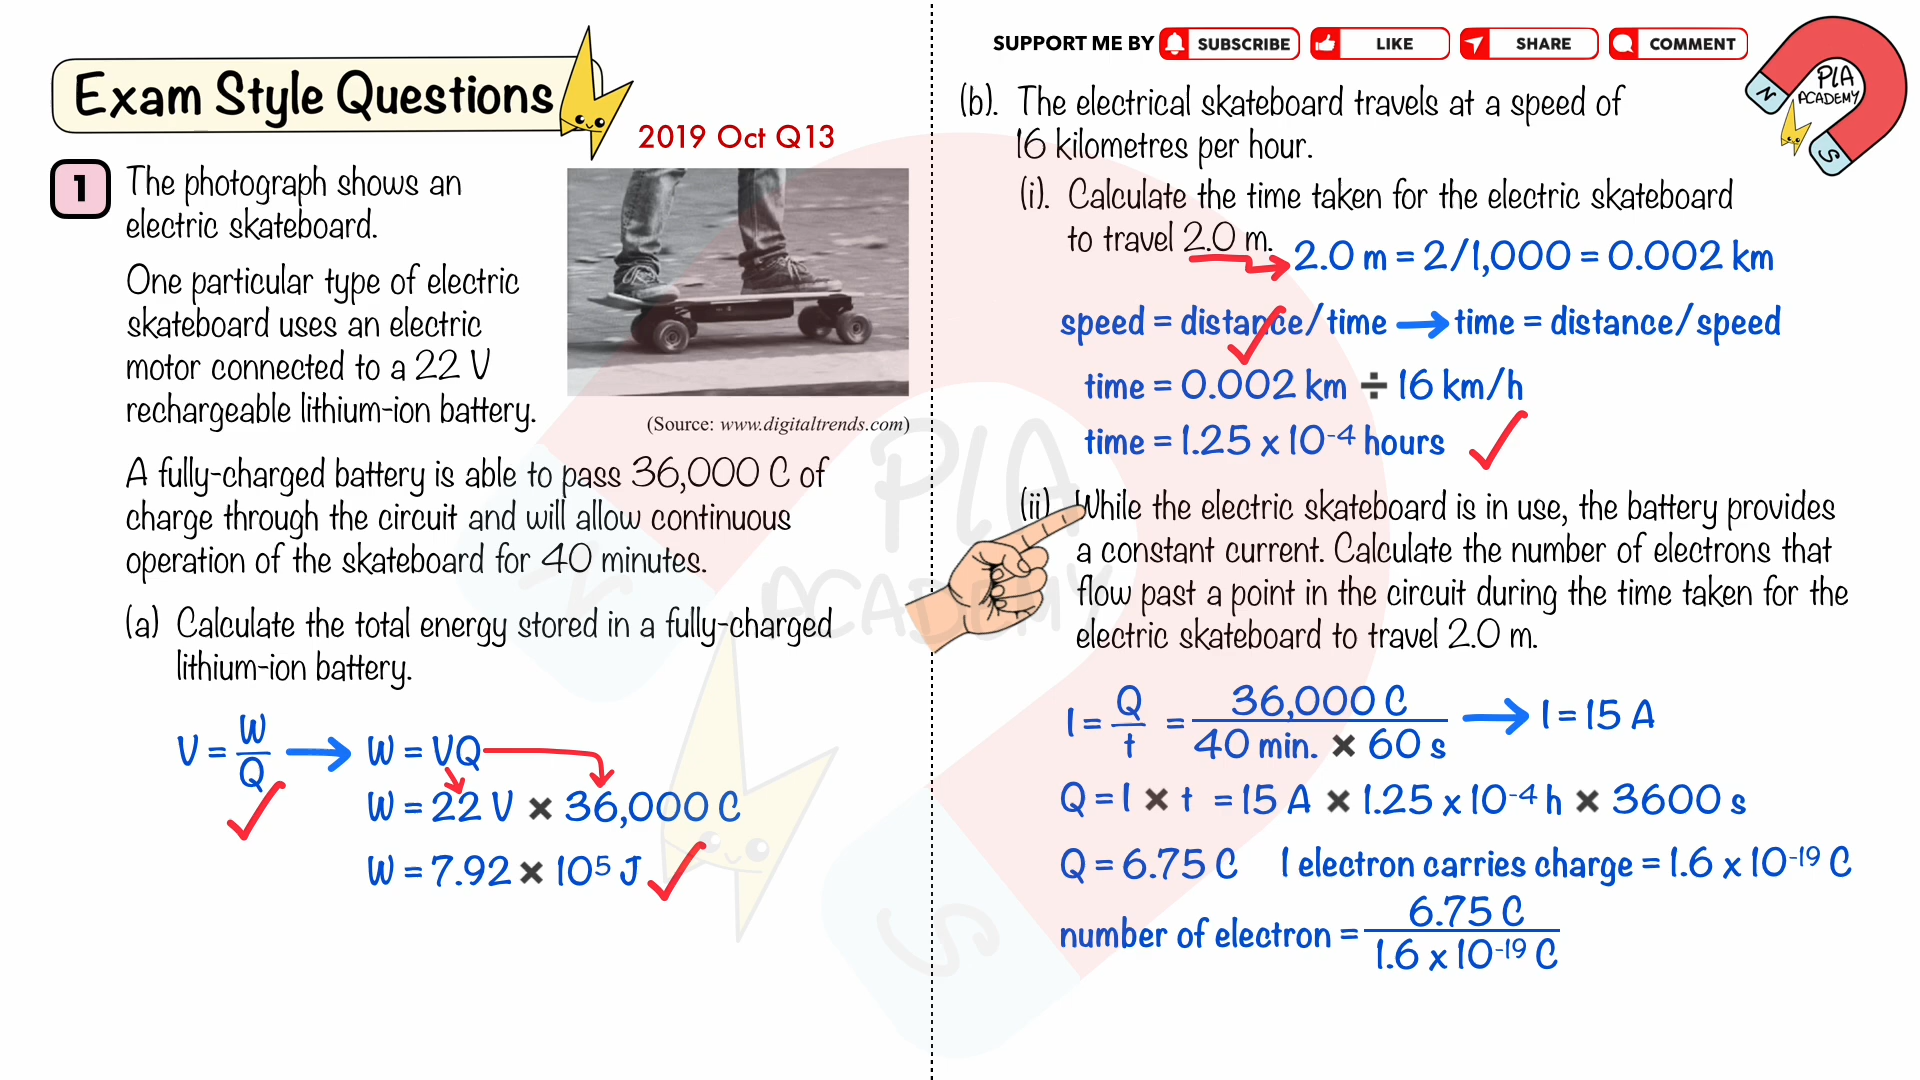 Exam Style Questions
2019 Oct Q13
1
The photograph shows an
electric skateboard.
One particular type of electric
skateboard uses an electric
motor connected to a 22 V
rechargeable lithium-ion battery.
(Source: www.digitaltrends.com)
A fully-charged battery is able to pass 36,000 C of
charge through the circuit and will allow continuous
operation of the skateboard for 40 minutes.
(a) Calculate the total energy stored in a fully-charged
lithium-ion battery.
V = W/Q → W = VQ
W = 22 V × 36,000 C
W = 7.92 × 10⁵ J
SUPPORT ME BY SUBSCRIBE LIKE SHARE COMMENT
PLA
ACADEMY
N
S
(b). The electrical skateboard travels at a speed of
16 kilometres per hour.
(i). Calculate the time taken for the electric skateboard
to travel 2.0 m.
2.0 m = 2/1,000 = 0.002 km
speed = distance/time → time = distance/speed
time = 0.002 km ÷ 16 km/h
time = 1.25 x 10⁻⁴ hours
(ii) While the electric skateboard is in use, the battery provides
a constant current. Calculate the number of electrons that
flow past a point in the circuit during the time taken for the
electric skateboard to travel 2.0 m.
I = Q/t = 36,000 C / 40 min. × 60 s → I = 15 A
Q = I × t = 15 A × 1.25 x 10⁻⁴ h × 3600 s
Q = 6.75 C 1 electron carries charge = 1.6 x 10⁻¹⁹ C
number of electron = 6.75 C / 1.6 x 10⁻¹⁹ C
PLA
ACADEMY
N
S